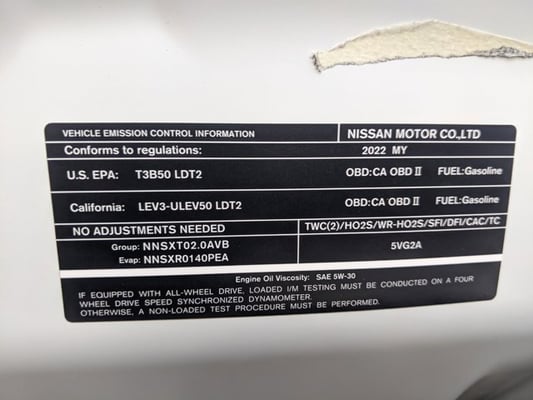 VEHICLE EMISSION CONTROL INFORMATION NISSAN MOTOR CO.,LTD
Conforms to regulations: 2022 MY
U.S. EPA: T3B50 LDT2 OBD:CA OBD II FUEL:Gasoline
California: LEV3-ULEV50 LDT2 OBD:CA OBD II FUEL:Gasoline
NO ADJUSTMENTS NEEDED TWC(2)/HO2S/WR-HO2S/SFI/DFI/CAC/TC
Group: NNSXT02.0AVB 5VG2A
Evap: NNSXR0140PEA
Engine Oil Viscosity: SAE 5W-30
IF EQUIPPED WITH ALL-WHEEL DRIVE, LOADED I/M TESTING MUST BE CONDUCTED ON A FOUR
WHEEL DRIVE SPEED SYNCHRONIZED DYNAMOMETER.
OTHERWISE, A NON-LOADED TEST PROCEDURE MUST BE PERFORMED.